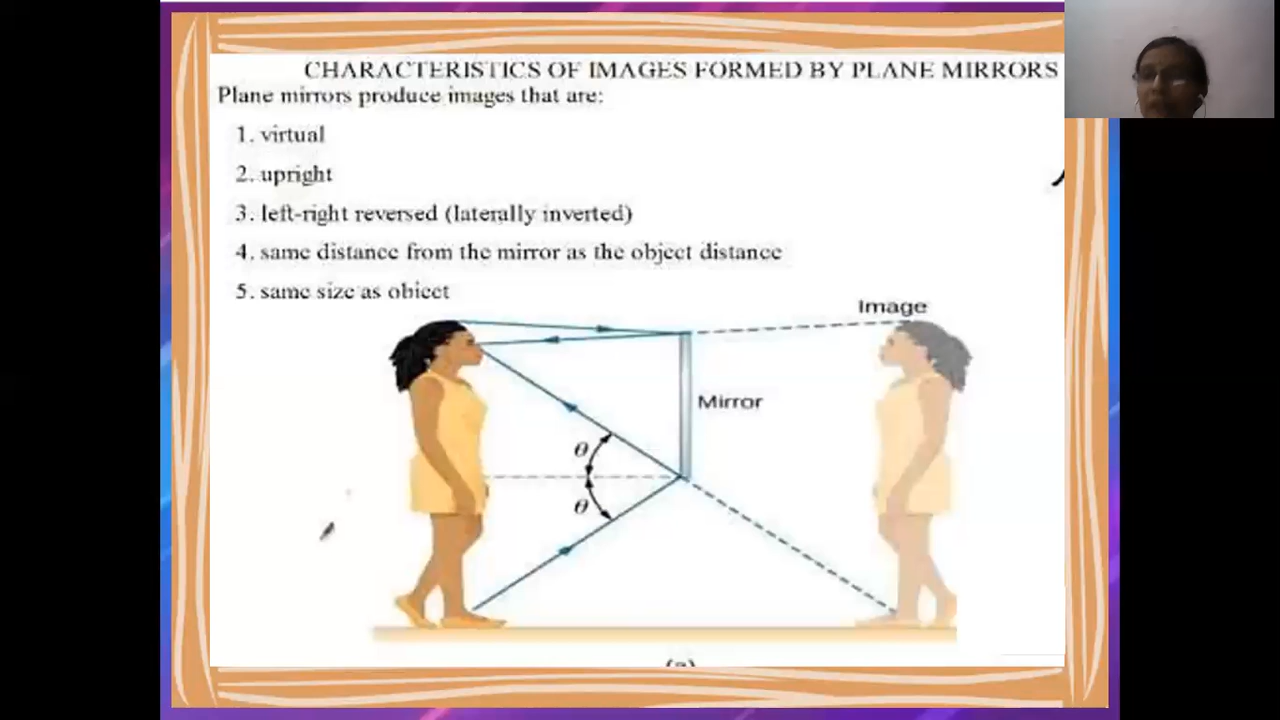 CHARACTERISTICS OF IMAGES FORMED BY PLANE MIRRORS
Plane mirrors produce images that are:
1. virtual
2. upright
3. left-right reversed (laterally inverted)
4. same distance from the mirror as the object distance
5. same size as object
Image
Mirror
θ
θ